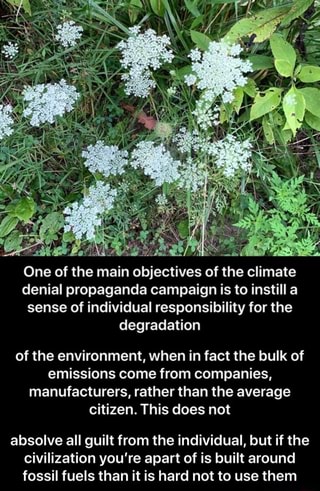 One of the main objectives of the climate
denial propaganda campaign is to instill a
sense of individual responsibility for the
degradation
of the environment, when in fact the bulk of
emissions come from companies,
manufacturers, rather than the average
citizen. This does not
absolve all guilt from the individual, but if the
civilization you’re apart of is built around
fossil fuels than it is hard not to use them